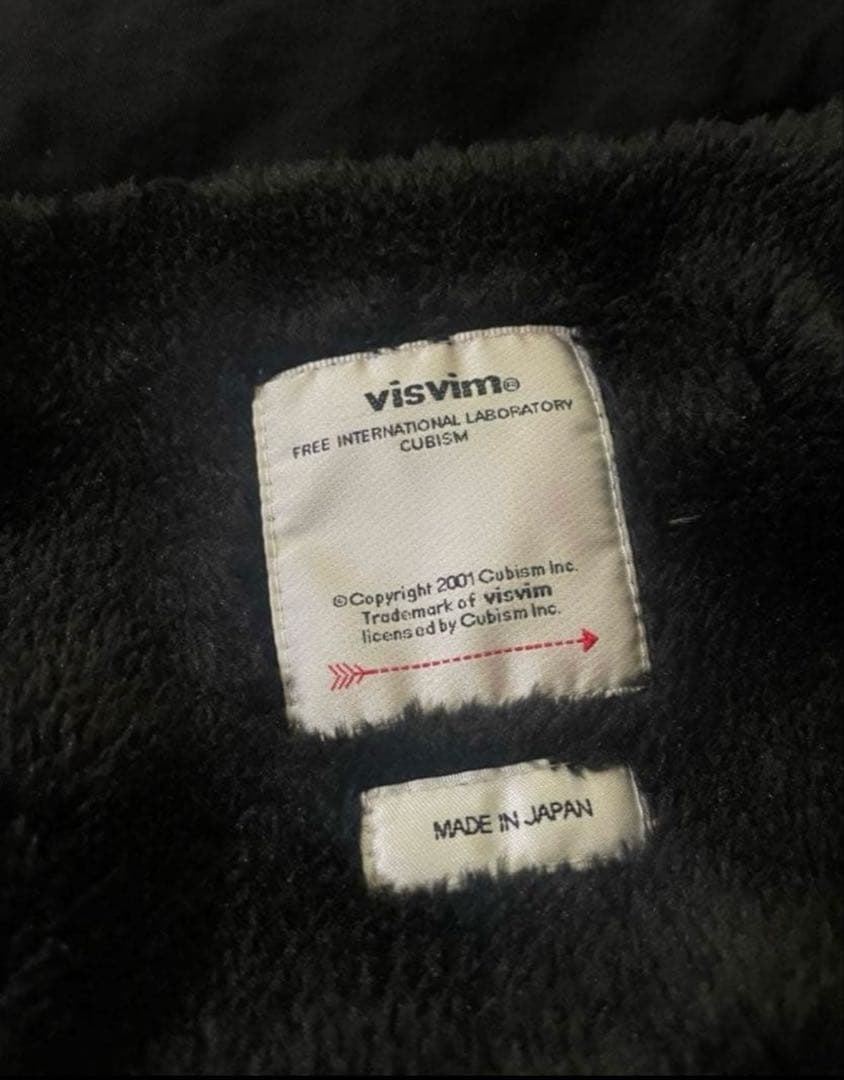 visvim®
FREE INTERNATIONAL LABORATORY
CUBISM
©Copyright 2001 Cubism Inc.
Trademark of visvim
licensed by Cubism Inc.
MADE IN JAPAN